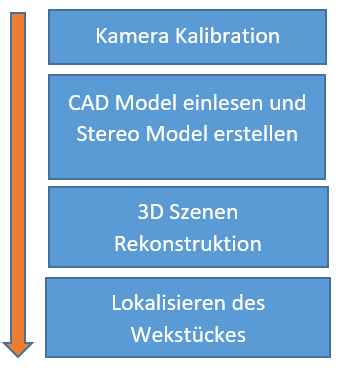 Kamera Kalibration
CAD Model einlesen und
Stereo Model erstellen
3D Szenen
Rekonstruktion
Lokalisieren des
Wekstückes